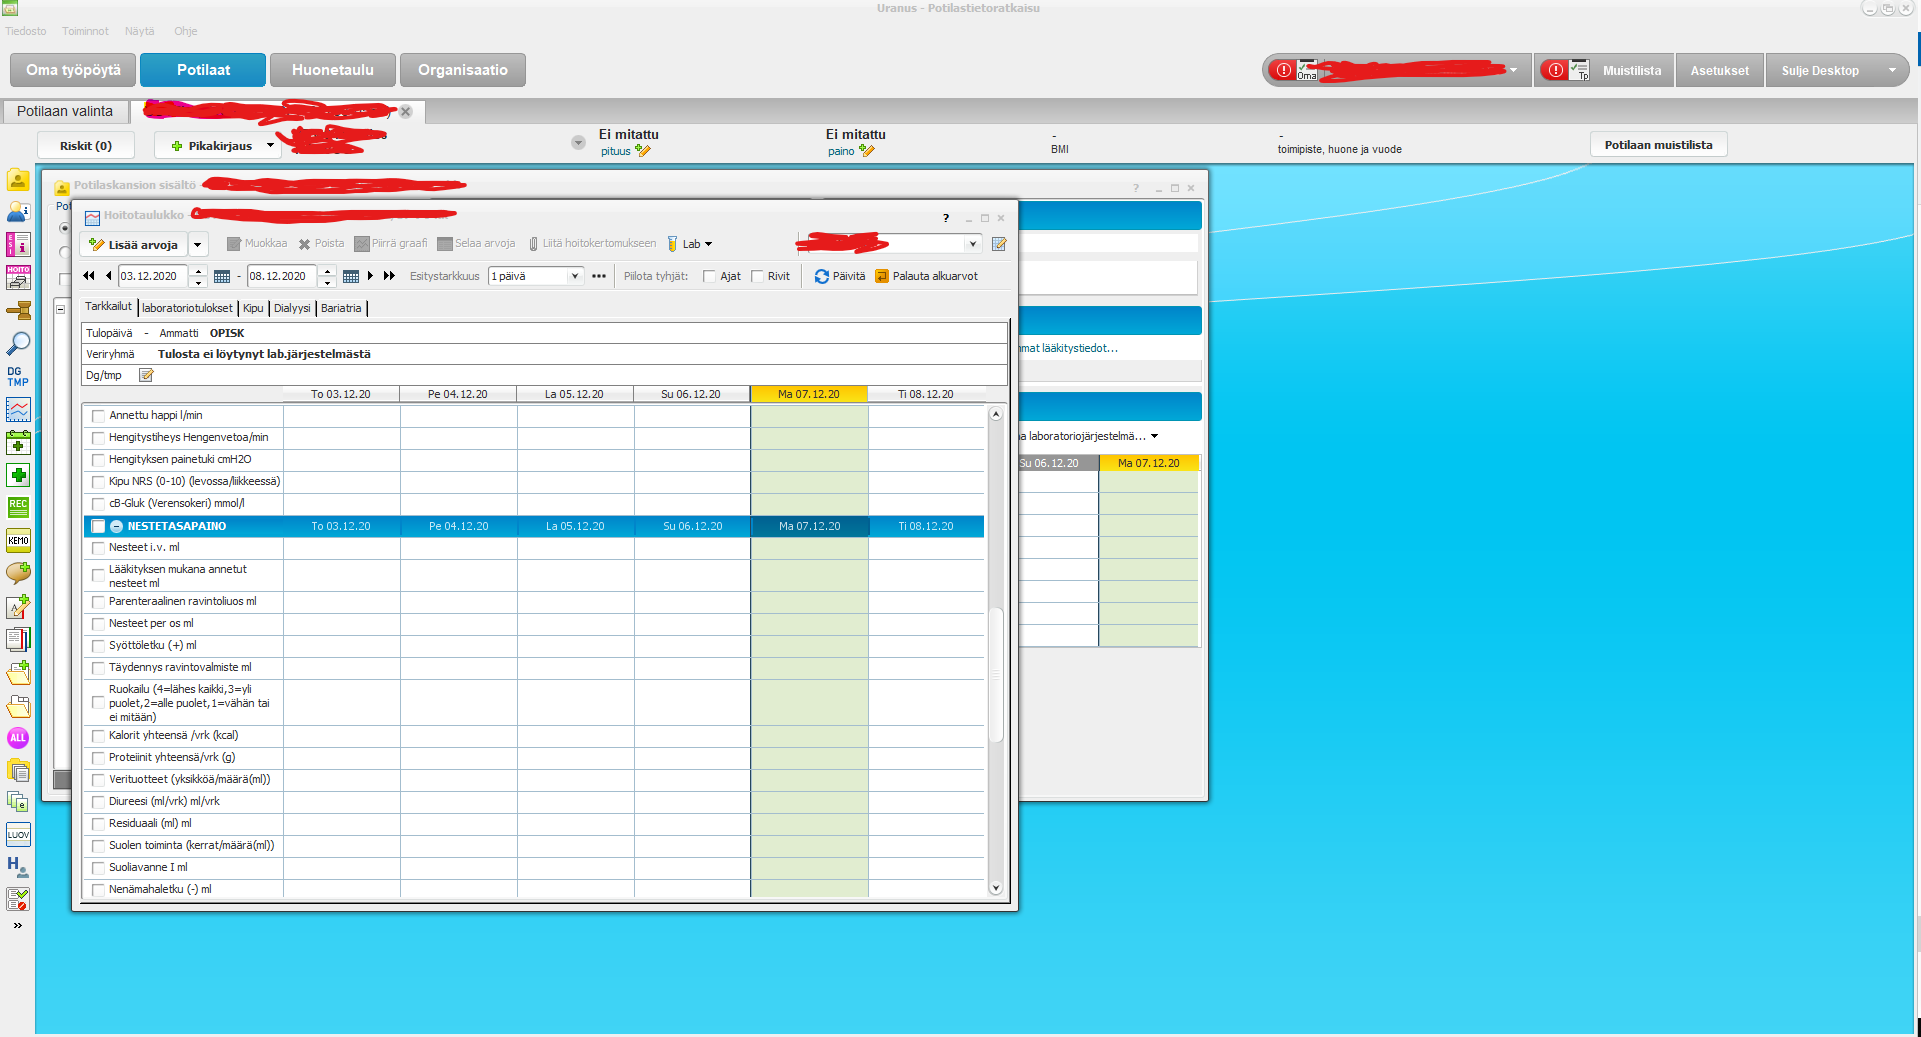 Uranus - Potilastietoratkaisu
Tiedosto Toiminnot Näytä Ohje
Oma työpöytä Potilaat Huonetaulu Organisaatio Oma Tp Muistilista Asetukset Sulje Desktop
Potilaan valinta
Riskit (0) Pikakirjaus Ei mitattu Ei mitattu - - Potilaan muistilista
pituus paino BMI toimipiste, huone ja vuode
Potilaskansion sisältö -
Hoitotaulukko -
Lisää arvoja Muokkaa Poista Piirrä graafi Selaa arvoja Liitä hoitokertomukseen Lab
03.12.2020 - 08.12.2020 Esitystarkkuus 1 päivä Piilota tyhjät: Ajat Rivit Päivitä Palauta alkuarvot
Tarkkailut laboratoriotulokset Kipu Dialyysi Bariatria
Tulopäivä - Ammatti OPISK
Veriryhmä Tulosta ei löytynyt lab.järjestelmästä
Dg/tmp
To 03.12.20 Pe 04.12.20 La 05.12.20 Su 06.12.20 Ma 07.12.20 Ti 08.12.20
Annettu happi l/min
Hengitystiheys Hengenvetoa/min
Hengityksen painetuki cmH2O
Kipu NRS (0-10) (levossa/liikkeessä)
cB-Gluk (Verensokeri) mmol/l
NESTETASAPAINO To 03.12.20 Pe 04.12.20 La 05.12.20 Su 06.12.20 Ma 07.12.20 Ti 08.12.20
Nesteet i.v. ml
Lääkityksen mukana annetut
nesteet ml
Parenteraalinen ravintoliuos ml
Nesteet per os ml
Syöttöletku (+) ml
Täydennys ravintovalmiste ml
Ruokailu (4=lähes kaikki,3=yli
puolet,2=alle puolet,1=vähän tai
ei mitään)
Kalorit yhteensä /vrk (kcal)
Proteiinit yhteensä/vrk (g)
Verituotteet (yksikköä/määrä(ml))
Diureesi (ml/vrk) ml/vrk
Residuaali (ml) ml
Suolen toiminta (kerrat/määrä(ml))
Suoliavanne I ml
Nenämahaletku (-) ml
mmat lääkitystiedot...
a laboratoriojärjestelmä...
Su 06.12.20 Ma 07.12.20
ESI
HOITO
DG
TMP
REC
KEMO
ALL
LUOV
H